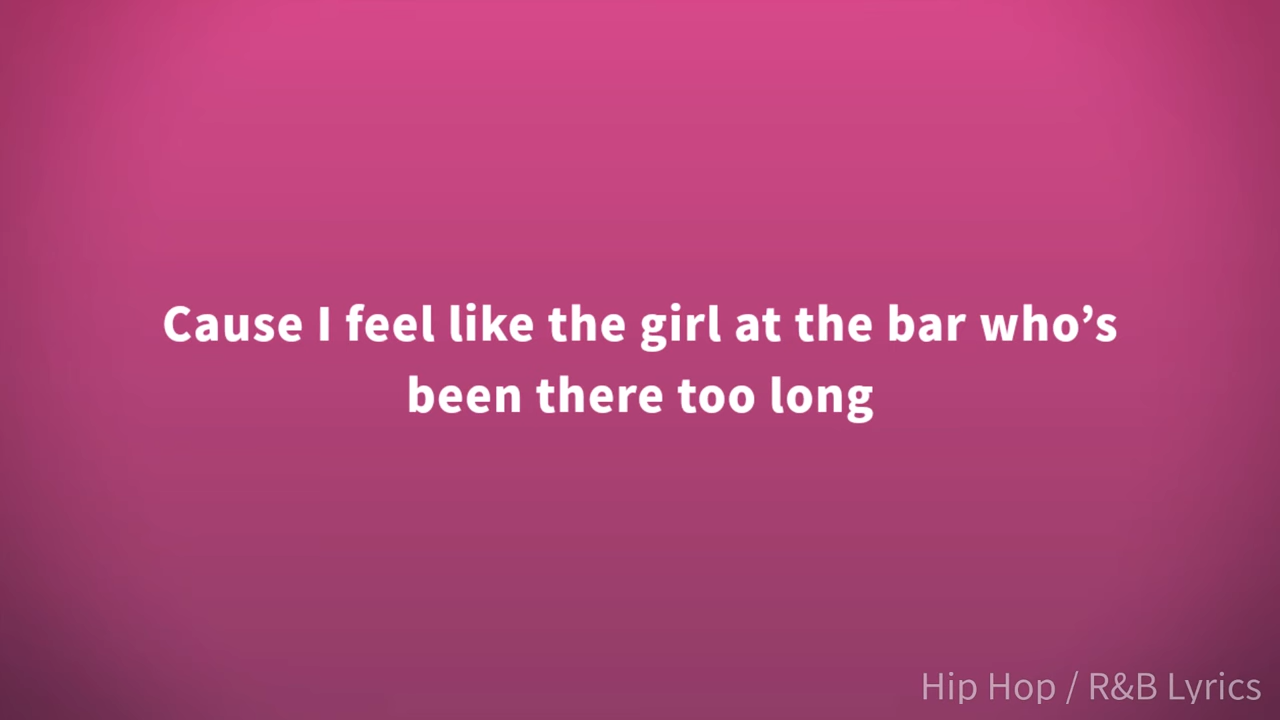 Cause I feel like the girl at the bar who’s
been there too long
Hip Hop / R&B Lyrics